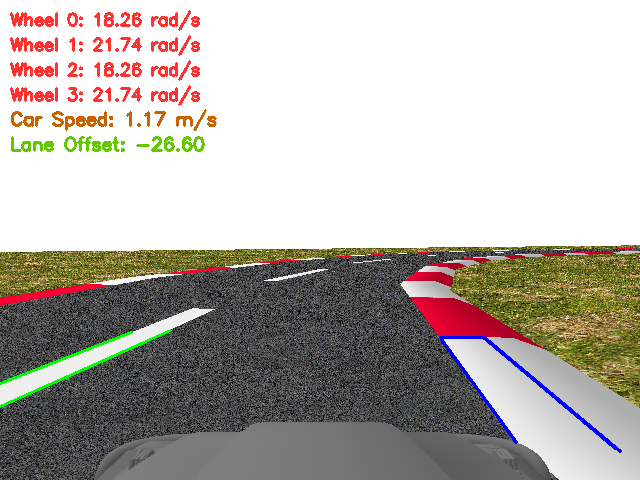 Wheel 0: 18.26 rad/s
Wheel 1: 21.74 rad/s
Wheel 2: 18.26 rad/s
Wheel 3: 21.74 rad/s
Car Speed: 1.17 m/s
Lane Offset: -26.60